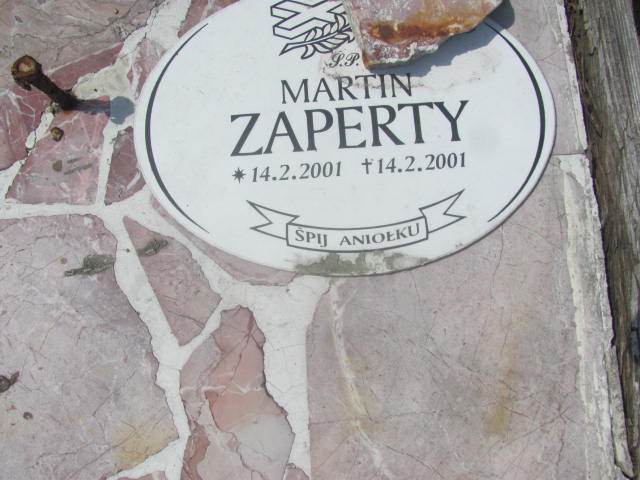 Ś.P.
MARTIN
ZAPERTY
✶14.2.2001 ✝14.2.2001
ŚPIJ ANIOŁKU